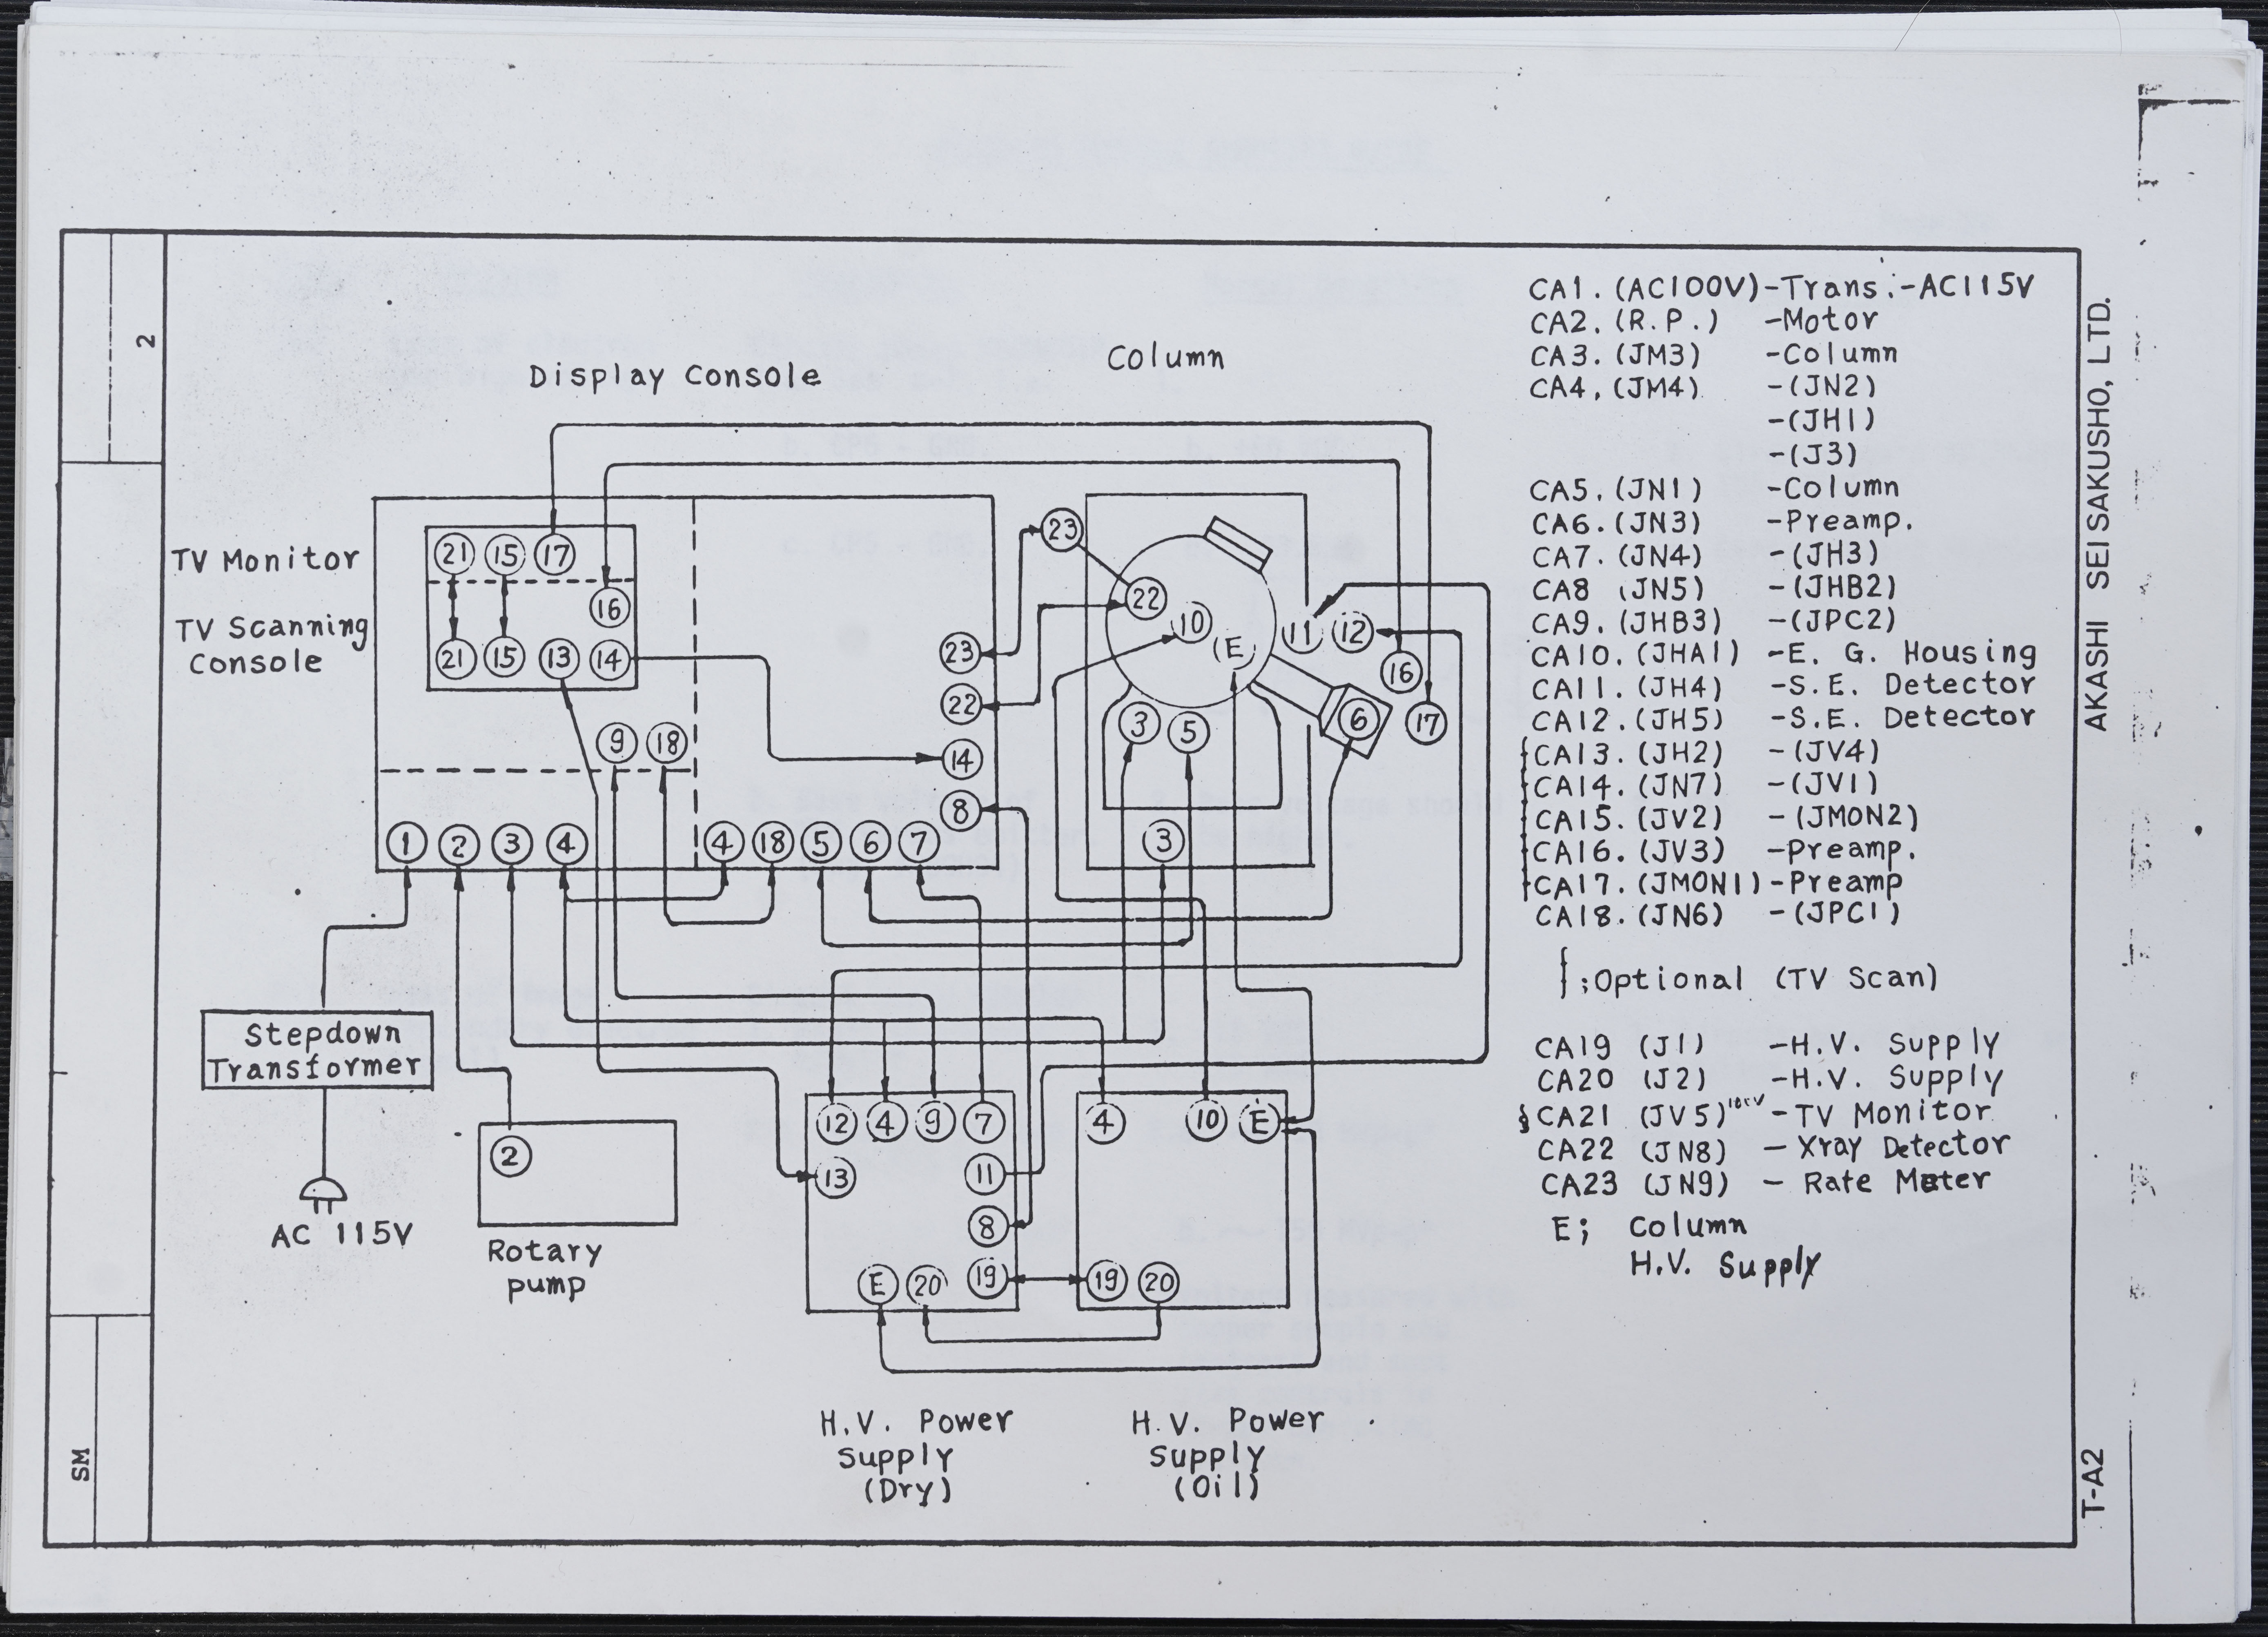 2
SM
Display Console
Column
TV Monitor
TV Scanning
Console
21 15 17
16
21 15 13 14
9 18
1 2 3 4
4 18 5 6 7
23
22
14
8
23
22
10
(E)
11 12
16
17
6
3 5
3
Stepdown
Transformer
AC 115V
2
Rotary
pump
12 4 9 7
13
11
8
E 20 19
4 10 E
19 20
H.V. Power
Supply
(Dry)
H.V. Power
Supply
(Oil)
CA1. (AC100V)-Trans.-AC115V
CA2. (R.P.) -Motor
CA3. (JM3) -Column
CA4, (JM4) -(JN2)
-(JH1)
-(J3)
CA5. (JN1) -Column
CA6. (JN3) -Preamp.
CA7. (JN4) -(JH3)
CA8 (JN5) -(JHB2)
CA9. (JHB3) -(JPC2)
CA10. (JHA1) -E. G. Housing
CA11. (JH4) -S.E. Detector
CA12. (JH5) -S.E. Detector
CA13. (JH2) -(JV4)
CA14. (JN7) -(JV1)
CA15. (JV2) -(JMON2)
CA16. (JV3) -Preamp.
CA17. (JMON1)-Preamp
CA18. (JN6) -(JPC1)
} ;Optional (TV Scan)
CA19 (J1) -H.V. Supply
CA20 (J2) -H.V. Supply
CA21 (JV5) -TV Monitor
CA22 (JN8) - Xray Detector
CA23 (JN9) - Rate Meter
E; Column
H.V. Supply
AKASHI SEISAKUSHO, LTD.
T-A2